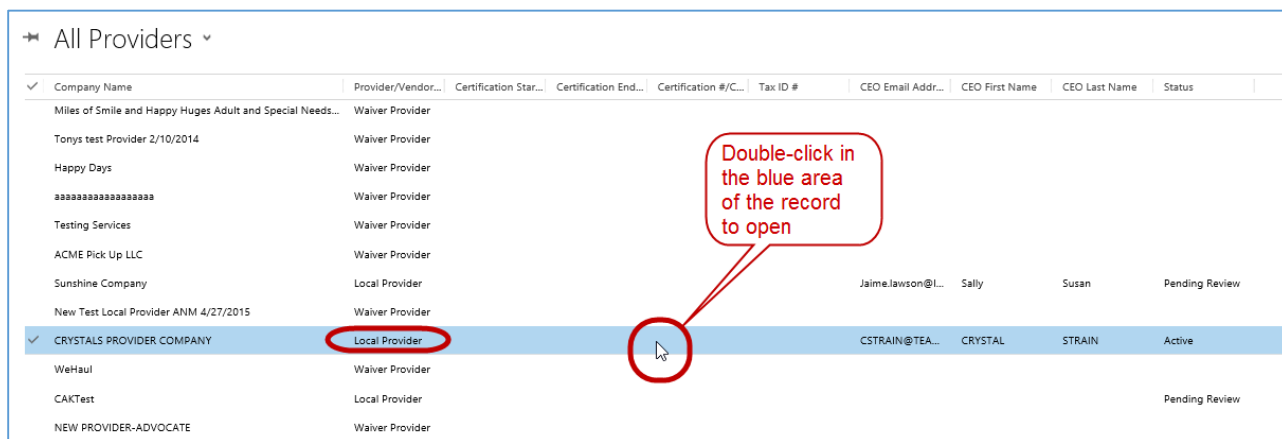 All Providers
Company Name Provider/Vendor... Certification Star... Certification End... Certification #/C... Tax ID # CEO Email Addr... CEO First Name CEO Last Name Status
Miles of Smile and Happy Huges Adult and Special Needs... Waiver Provider
Tonys test Provider 2/10/2014 Waiver Provider
Happy Days Waiver Provider
aaaaaaaaaaaaaaaaaa Waiver Provider
Testing Services Waiver Provider
ACME Pick Up LLC Waiver Provider
Sunshine Company Local Provider Jaime.lawson@l... Sally Susan Pending Review
New Test Local Provider ANM 4/27/2015 Waiver Provider
CRYSTALS PROVIDER COMPANY Local Provider CSTRAIN@TEA... CRYSTAL STRAIN Active
WeHaul Waiver Provider
CAKTest Local Provider Pending Review
NEW PROVIDER-ADVOCATE Waiver Provider
Double-click in
the blue area
of the record
to open